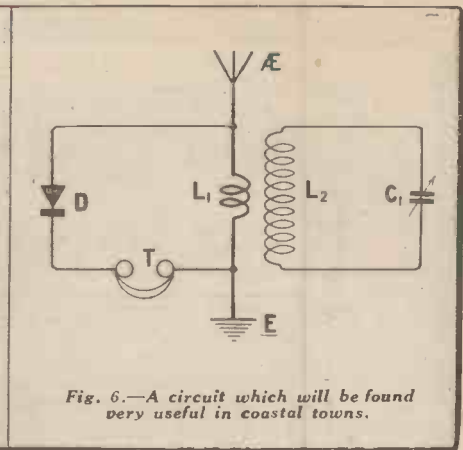 Æ
D
L1
L2
C1
T
E
Fig. 6.—A circuit which will be found
very useful in coastal towns.